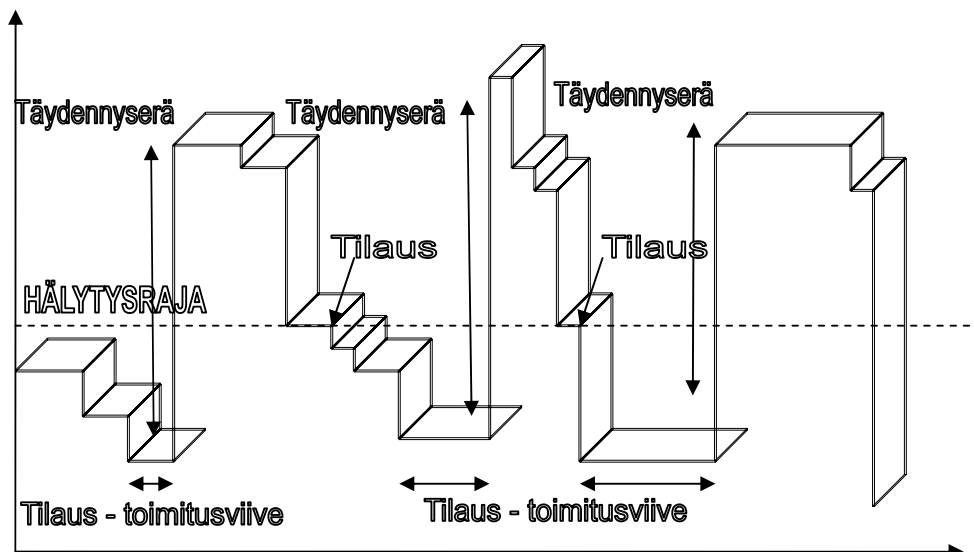 Täydennyserä
Täydennyserä
Täydennyserä
Tilaus
Tilaus
HÄLYTYSRAJA
Tilaus - toimitusviive
Tilaus - toimitusviive